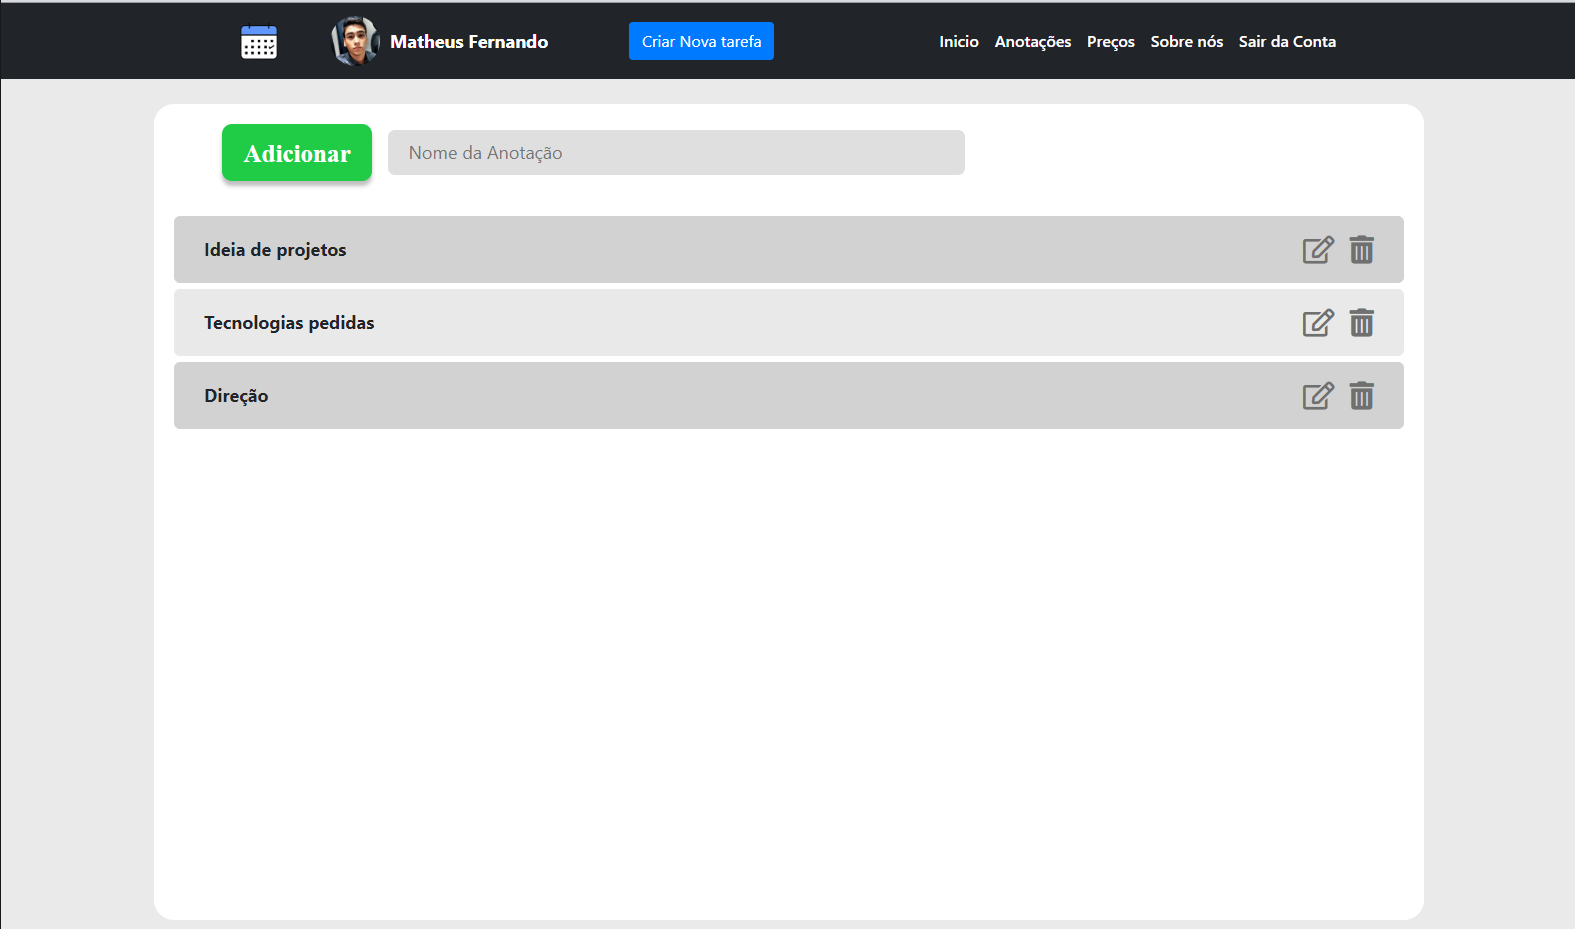 Matheus Fernando
Criar Nova tarefa
Inicio Anotações Preços Sobre nós Sair da Conta
Adicionar
Nome da Anotação
Ideia de projetos
Tecnologias pedidas
Direção